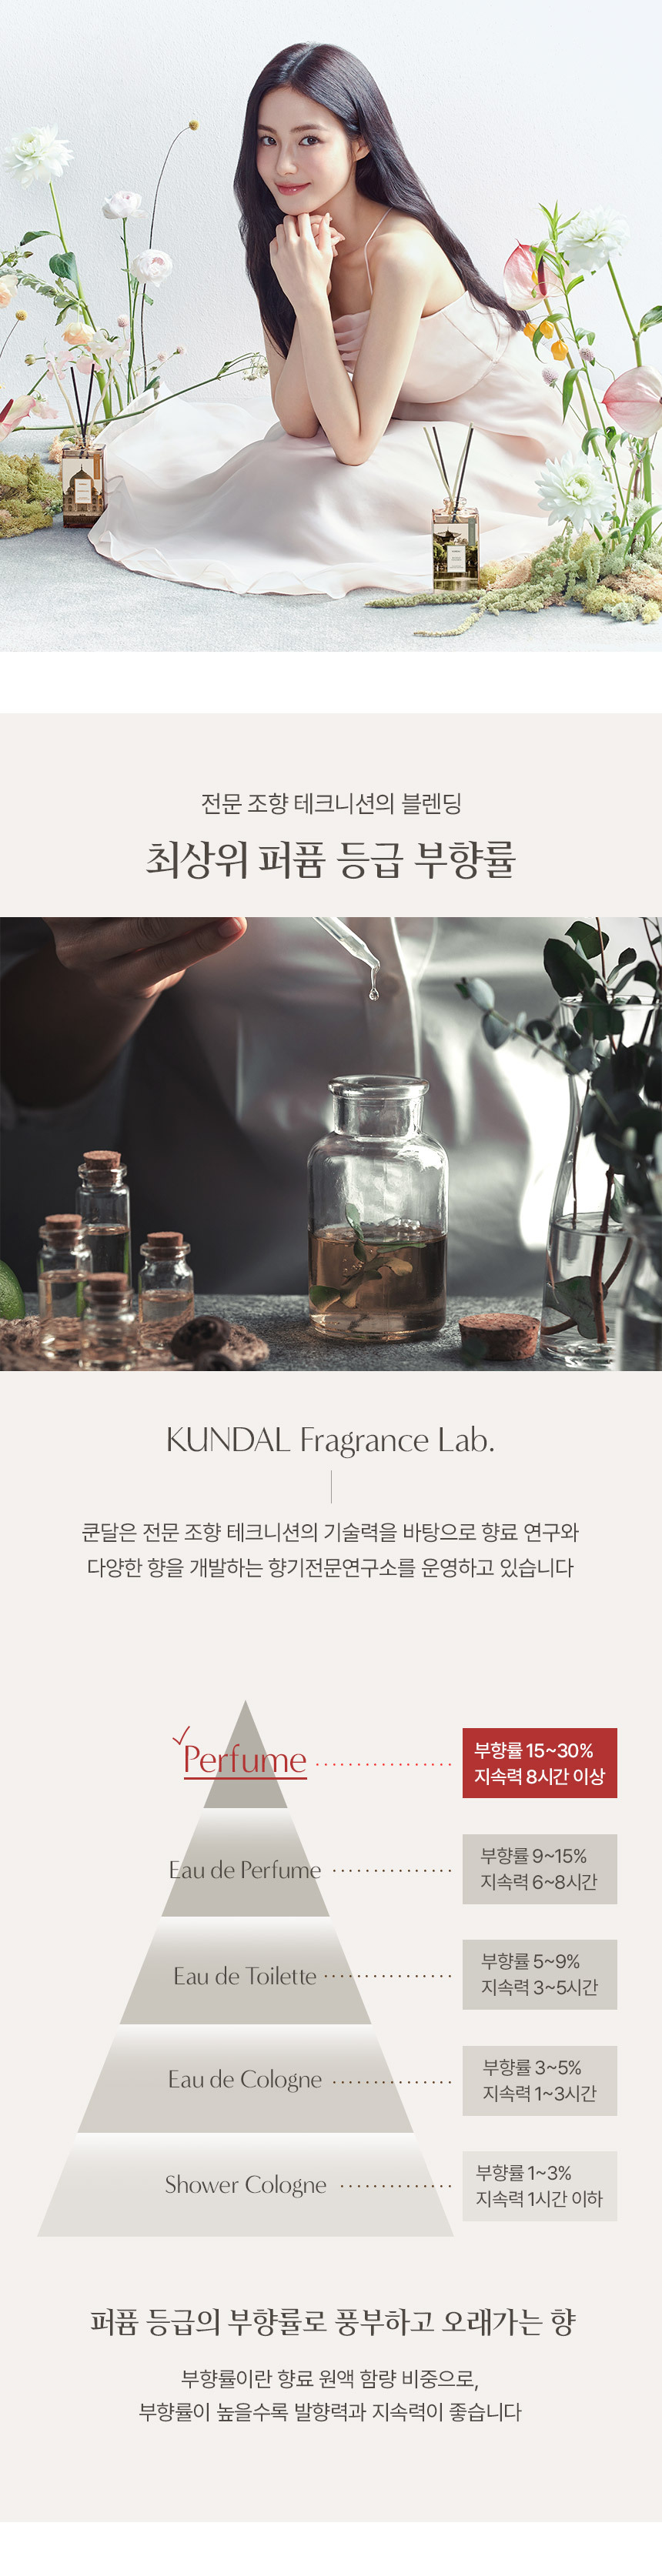 전문 조향 테크니션의 블렌딩
최상위 퍼퓸 등급 부향률
KUNDAL Fragrance Lab.
쿤달은 전문 조향 테크니션의 기술력을 바탕으로 향료 연구와
다양한 향을 개발하는 향기전문연구소를 운영하고 있습니다
Perfume
부향률 15~30%
지속력 8시간 이상
Eau de Perfume
부향률 9~15%
지속력 6~8시간
Eau de Toilette
부향률 5~9%
지속력 3~5시간
Eau de Cologne
부향률 3~5%
지속력 1~3시간
Shower Cologne
부향률 1~3%
지속력 1시간 이하
퍼퓸 등급의 부향률로 풍부하고 오래가는 향
부향률이란 향료 원액 함량 비중으로,
부향률이 높을수록 발향력과 지속력이 좋습니다